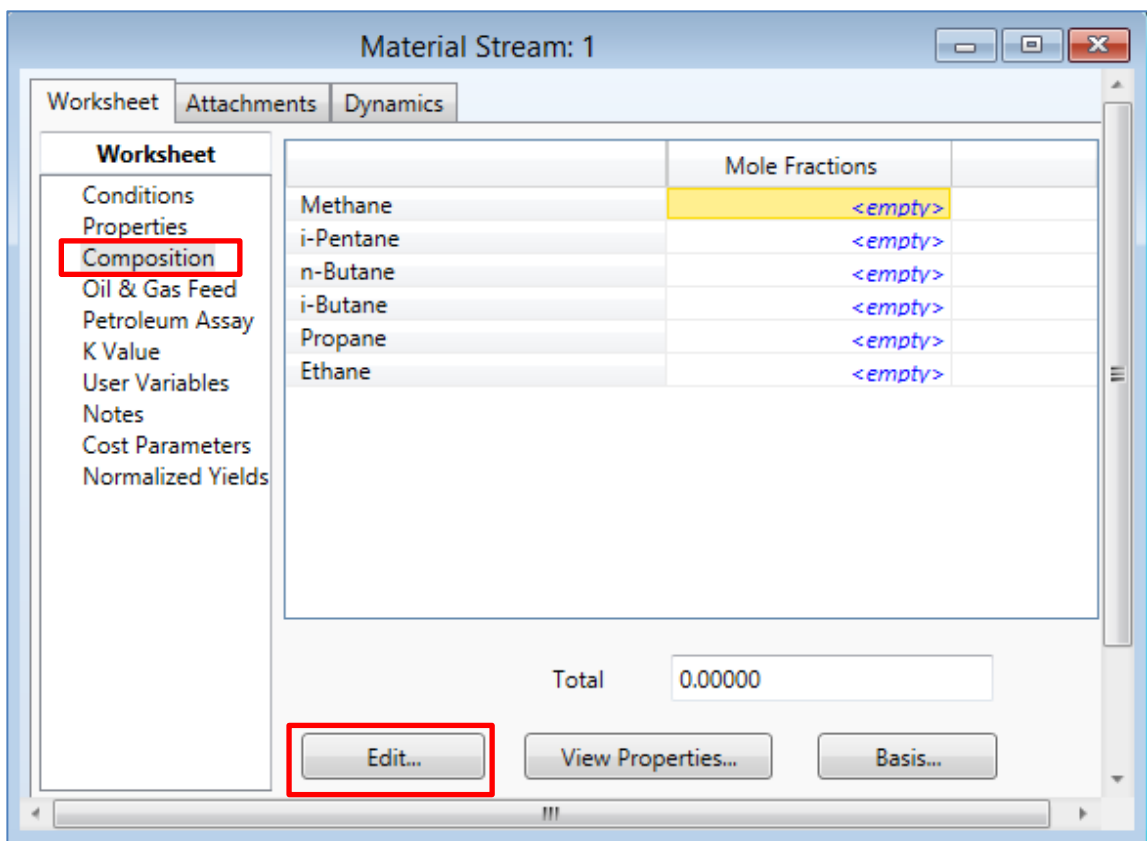 Material Stream: 1
Worksheet Attachments Dynamics
Worksheet
Conditions
Properties
Composition
Oil & Gas Feed
Petroleum Assay
K Value
User Variables
Notes
Cost Parameters
Normalized Yields
Mole Fractions
Methane <empty>
i-Pentane <empty>
n-Butane <empty>
i-Butane <empty>
Propane <empty>
Ethane <empty>
Total 0.00000
Edit... View Properties... Basis...